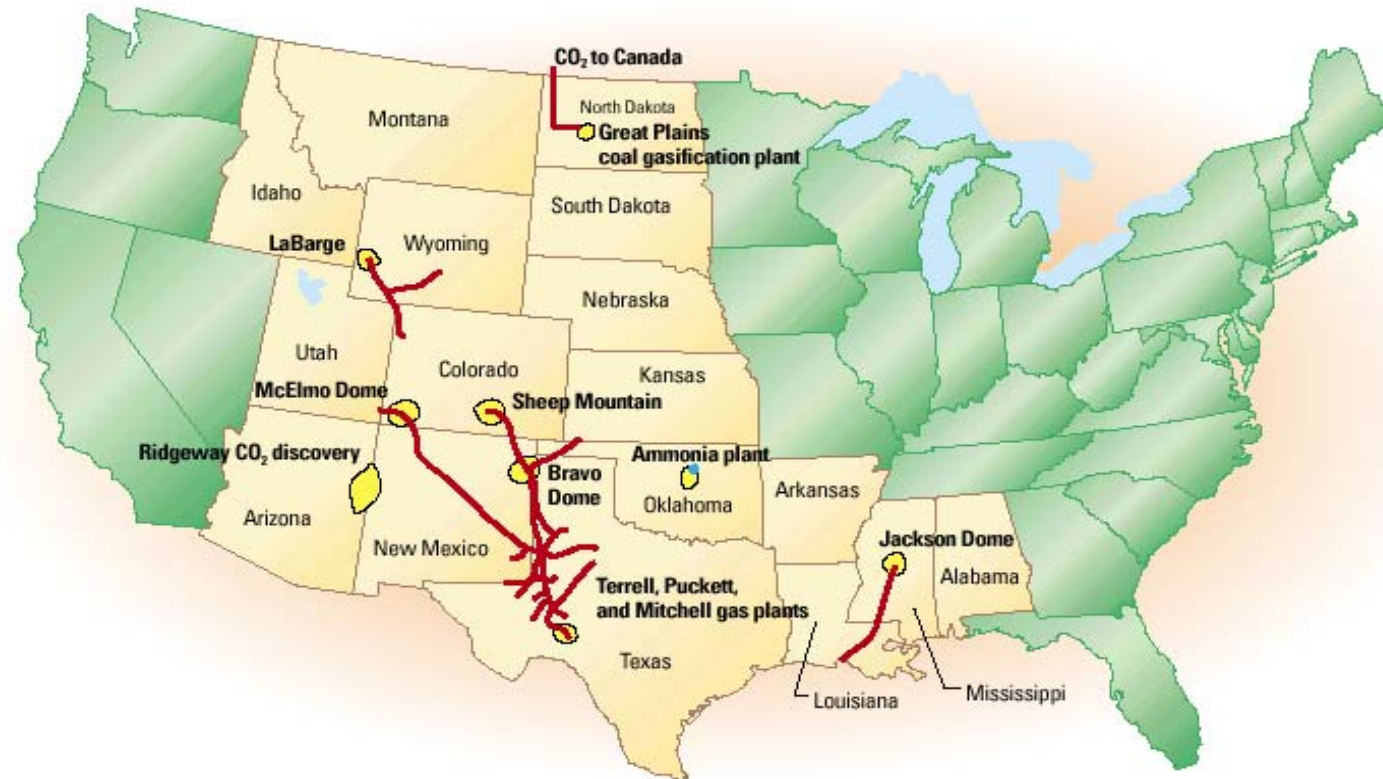 CO₂ to Canada
North Dakota
Montana
Great Plains
coal gasification plant
Idaho
South Dakota
LaBarge
Wyoming
Nebraska
Utah
Colorado
Kansas
McElmo Dome
Sheep Mountain
Ridgeway CO₂ discovery
Ammonia plant
Bravo
Dome
Oklahoma
Arkansas
Arizona
New Mexico
Jackson Dome
Alabama
Terrell, Puckett,
and Mitchell gas plants
Texas
Louisiana
Mississippi